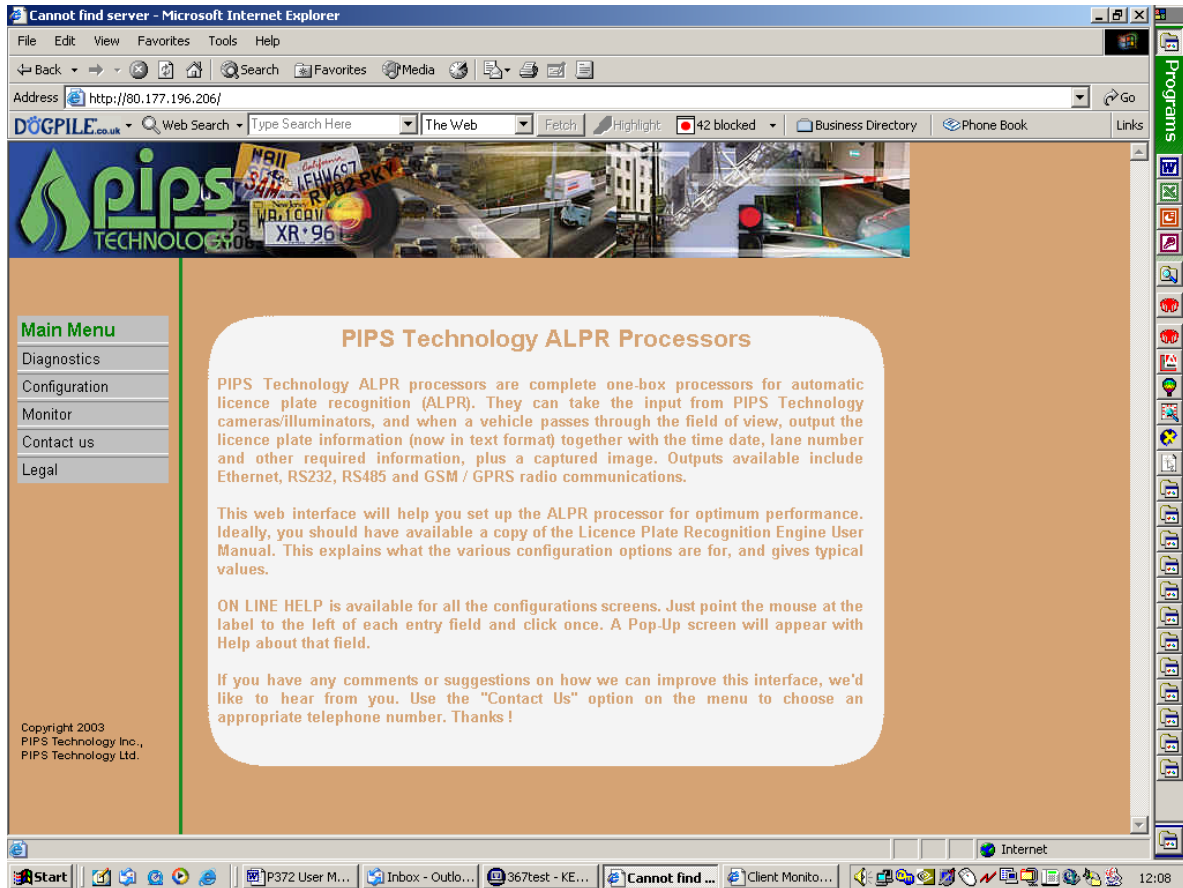 Cannot find server - Microsoft Internet Explorer
File Edit View Favorites Tools Help
Back Search Favorites Media
Address http://80.177.196.206/ Go
DOGPILE.co.uk Web Search Type Search Here The Web Fetch Highlight 42 blocked Business Directory Phone Book Links
Programs
pips
TECHNOLOGY
NBII
California
LFHW697
SAM
RV02 PKY
New Jersey
XR·96
Main Menu
Diagnostics
Configuration
Monitor
Contact us
Legal
PIPS Technology ALPR Processors
PIPS Technology ALPR processors are complete one-box processors for automatic
licence plate recognition (ALPR). They can take the input from PIPS Technology
cameras/illuminators, and when a vehicle passes through the field of view, output the
licence plate information (now in text format) together with the time date, lane number
and other required information, plus a captured image. Outputs available include
Ethernet, RS232, RS485 and GSM / GPRS radio communications.
This web interface will help you set up the ALPR processor for optimum performance.
Ideally, you should have available a copy of the Licence Plate Recognition Engine User
Manual. This explains what the various configuration options are for, and gives typical
values.
ON LINE HELP is available for all the configurations screens. Just point the mouse at the
label to the left of each entry field and click once. A Pop-Up screen will appear with
Help about that field.
If you have any comments or suggestions on how we can improve this interface, we'd
like to hear from you. Use the "Contact Us" option on the menu to choose an
appropriate telephone number. Thanks !
Copyright 2003
PIPS Technology Inc.,
PIPS Technology Ltd.
Internet
Start P372 User M... Inbox - Outlo... 367test - KE... Cannot find ... Client Monito... 12:08